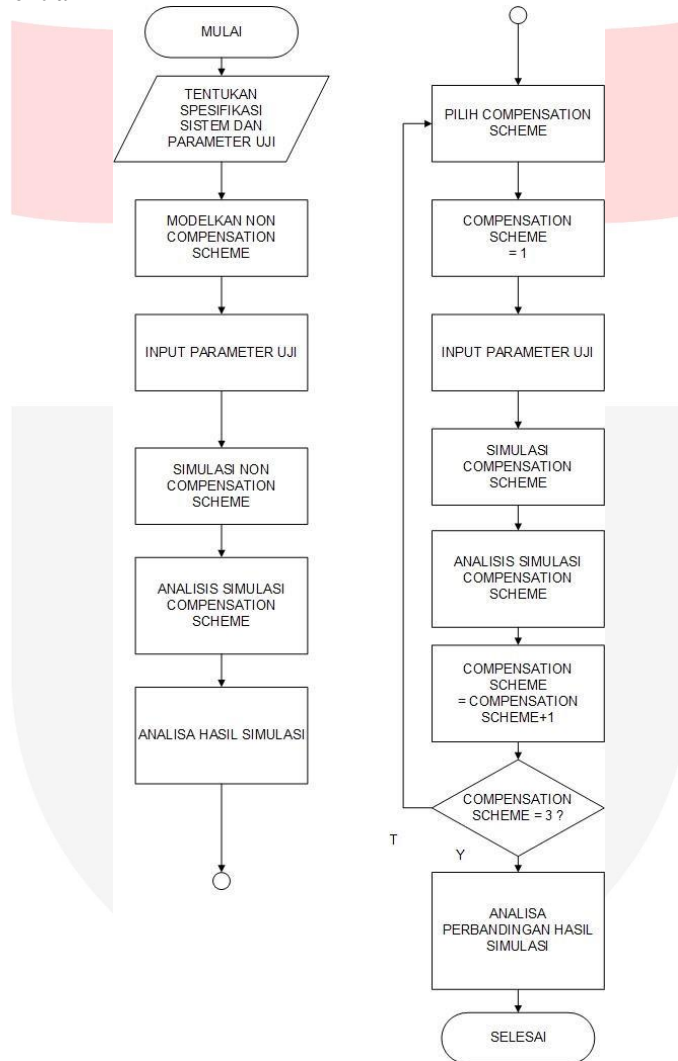 MULAI
TENTUKAN
SPESIFIKASI
SISTEM DAN
PARAMETER UJI
MODELKAN NON
COMPENSATION
SCHEME
INPUT PARAMETER UJI
SIMULASI NON
COMPENSATION
SCHEME
ANALISIS SIMULASI
COMPENSATION
SCHEME
ANALISA HASIL SIMULASI
PILIH COMPENSATION
SCHEME
COMPENSATION
SCHEME
= 1
INPUT PARAMETER UJI
SIMULASI
COMPENSATION
SCHEME
ANALISIS SIMULASI
COMPENSATION
SCHEME
COMPENSATION
SCHEME
= COMPENSATION
SCHEME+1
COMPENSATION
SCHEME = 3 ?
T
Y
ANALISA
PERBANDINGAN HASIL
SIMULASI
SELESAI